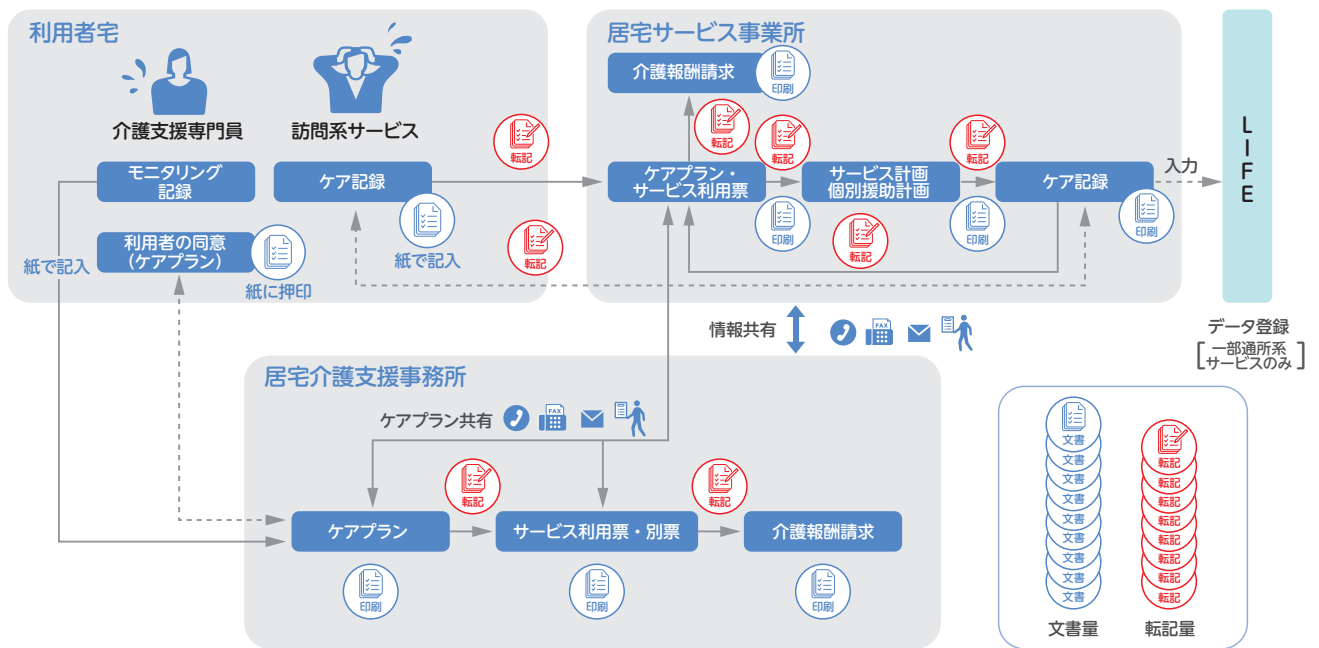 利用者宅
介護支援専門員
訪問系サービス
モニタリング
記録
ケア記録
転記
利用者の同意
(ケアプラン)
紙で記入
紙に押印
紙で記入
転記
居宅サービス事業所
介護報酬請求
印刷
転記
転記
転記
ケアプラン・
サービス利用票
サービス計画
個別援助計画
ケア記録
印刷
転記
印刷
印刷
入力
LIFE
データ登録
一部通所系
サービスのみ
情報共有
FAX
居宅介護支援事務所
ケアプラン共有
FAX
転記
転記
ケアプラン
サービス利用票・別票
介護報酬請求
印刷
印刷
印刷
文書
文書
文書
文書
文書
文書
文書
文書
文書
文書量
転記
転記
転記
転記
転記
転記
転記
転記
転記量